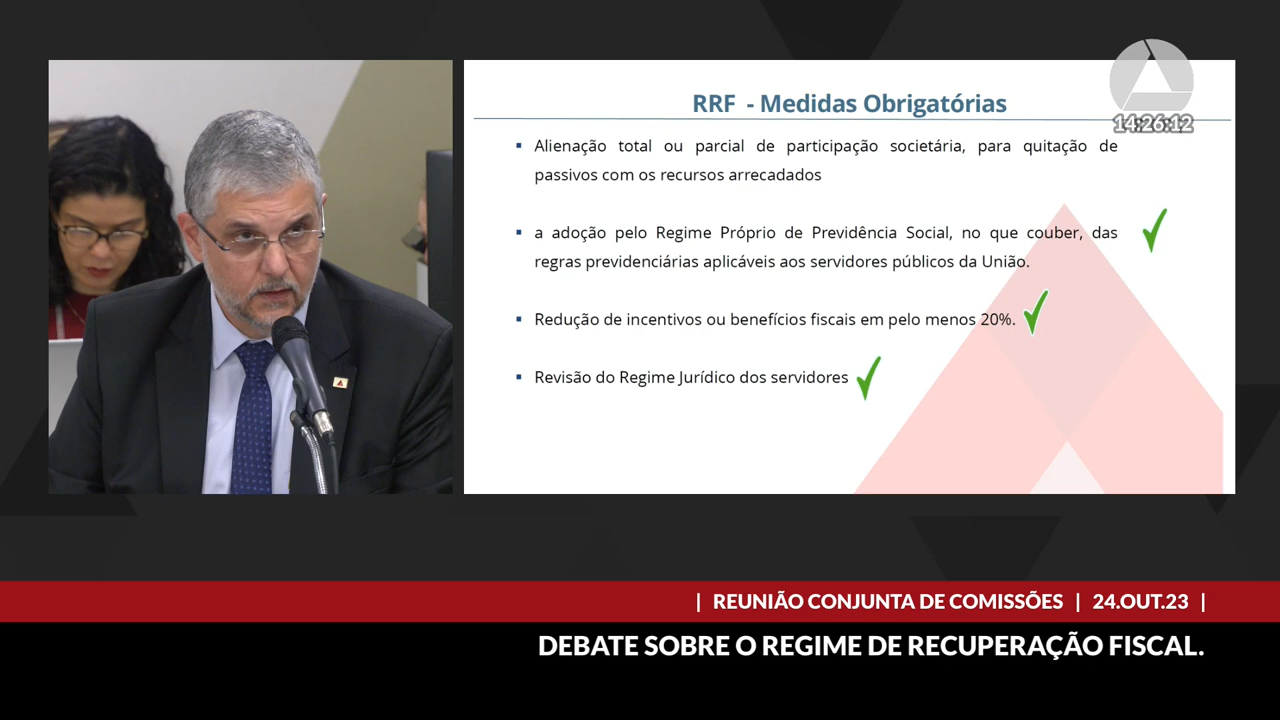 RRF - Medidas Obrigatórias
14:26:12
▪ Alienação total ou parcial de participação societária, para quitação de
passivos com os recursos arrecadados
▪ a adoção pelo Regime Próprio de Previdência Social, no que couber, das
regras previdenciárias aplicáveis aos servidores públicos da União.
▪ Redução de incentivos ou benefícios fiscais em pelo menos 20%.
▪ Revisão do Regime Jurídico dos servidores
| REUNIÃO CONJUNTA DE COMISSÕES | 24.OUT.23 |
DEBATE SOBRE O REGIME DE RECUPERAÇÃO FISCAL.